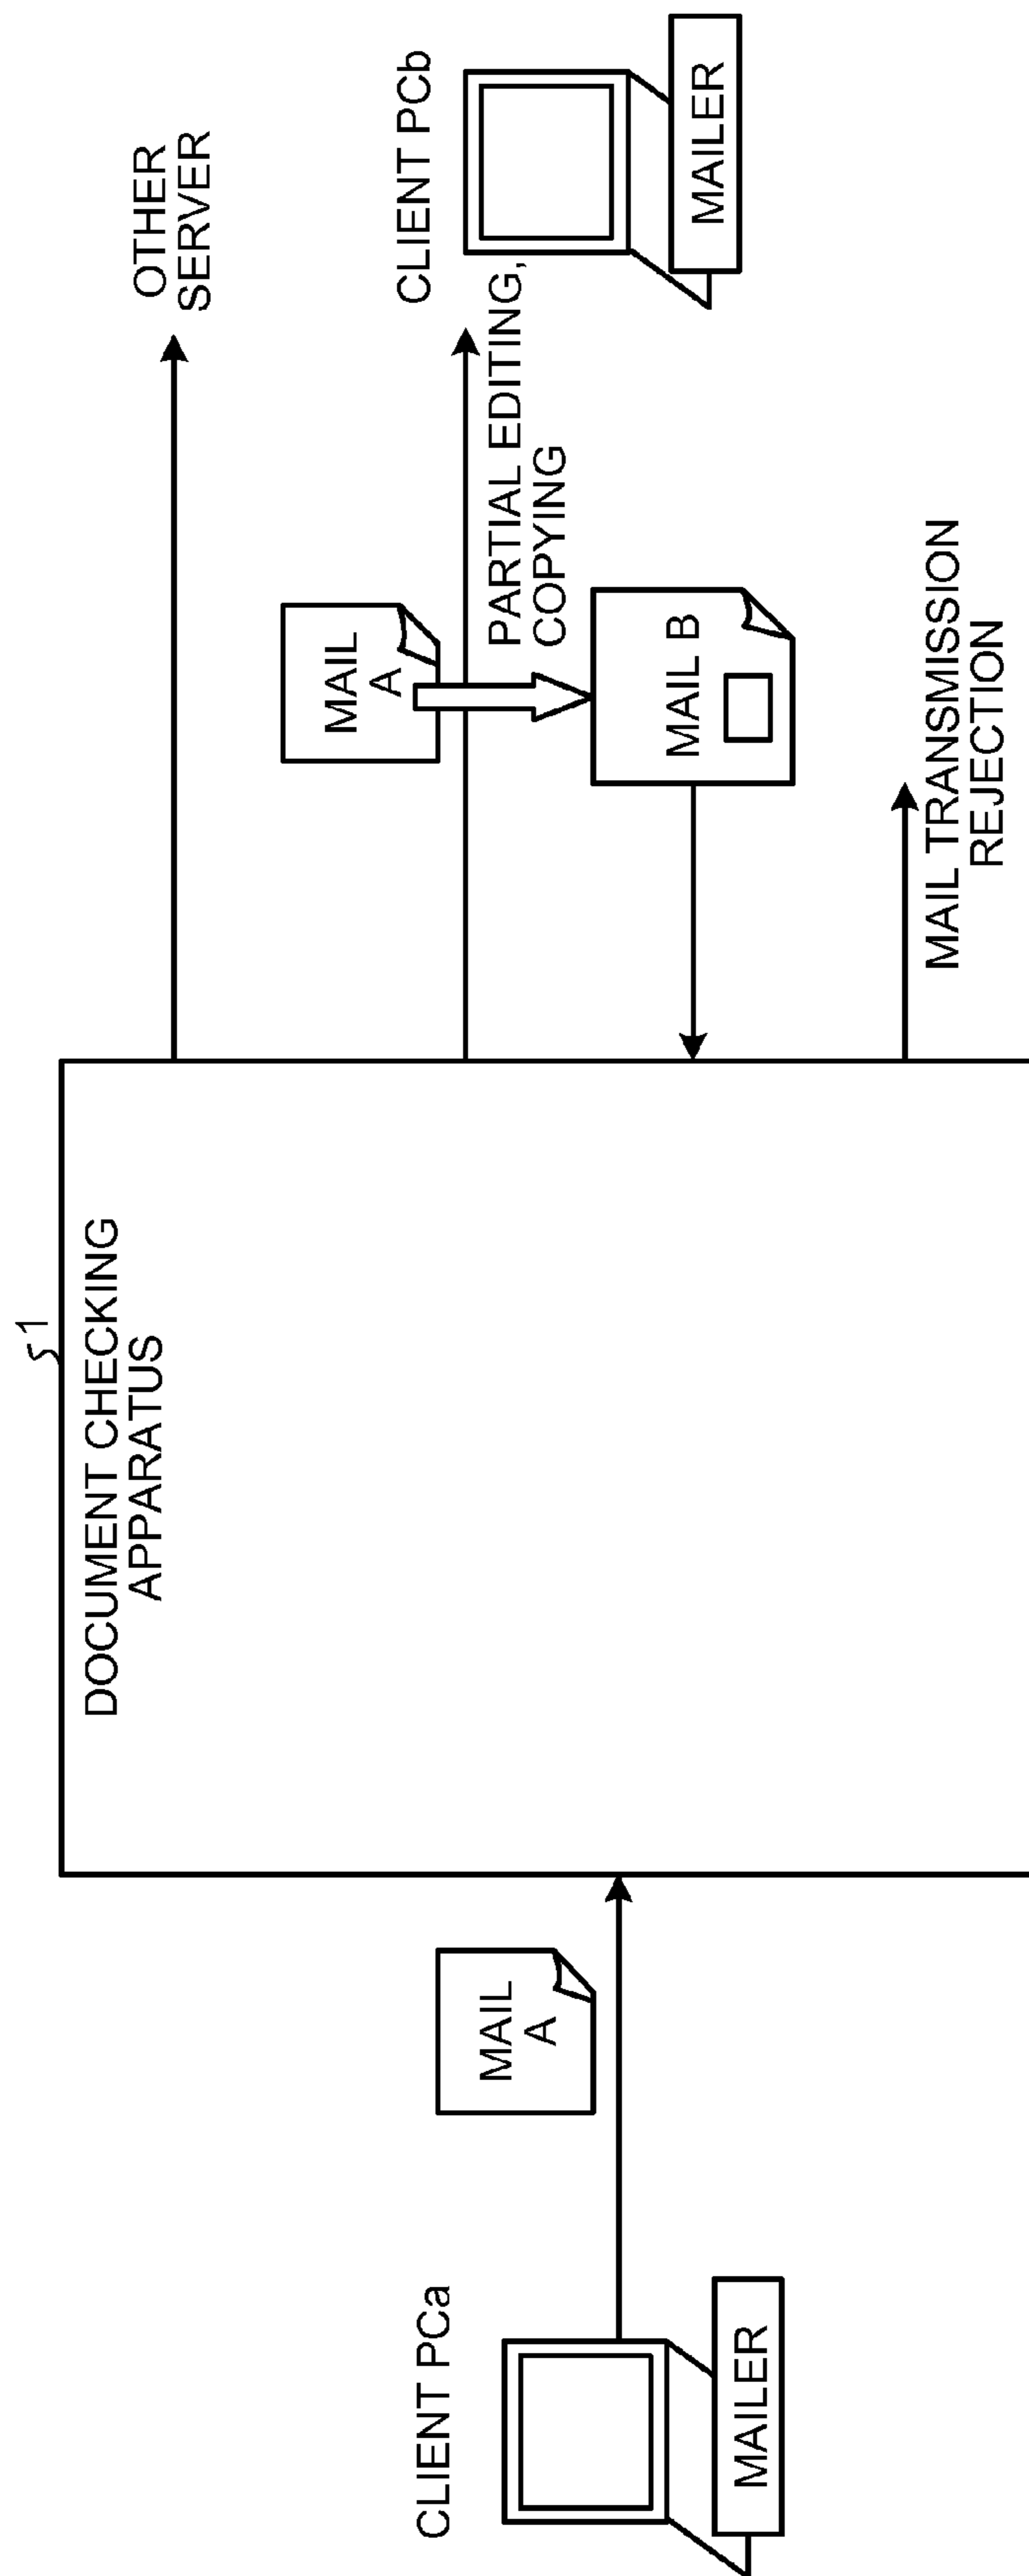 1
DOCUMENT CHECKING
APPARATUS
CLIENT PCa
MAILER
MAIL
A
OTHER
SERVER
CLIENT PCb
MAILER
MAIL
A
PARTIAL EDITING,
COPYING
MAIL B
MAIL TRANSMISSION
REJECTION